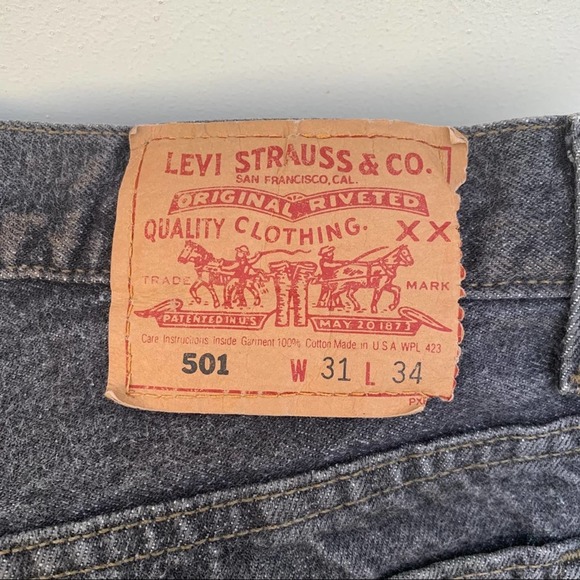 LEVI STRAUSS & CO.
SAN FRANCISCO, CAL.
ORIGINAL RIVETED
QUALITY CLOTHING. XX
TRADE MARK
PATENTED IN U.S. MAY 20 1873
Care Instructions Inside Garment 100% Cotton Made in U S A WPL 423
501 W 31 L 34